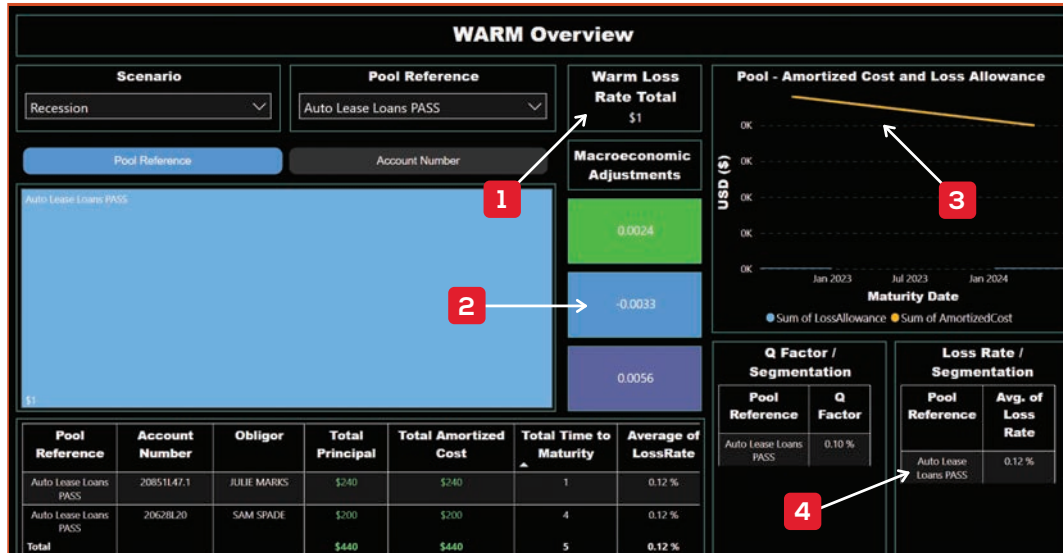 WARM Overview
Scenario
Recession
Pool Reference
Auto Lease Loans PASS
Warm Loss
Rate Total
$1
Pool Reference
Account Number
Auto Lease Loans PASS
$1
1
Macroeconomic
Adjustments
0.0024
2
-0.0033
0.0056
Pool - Amortized Cost and Loss Allowance
USD ($)
0K
0K
0K
0K
0K
3
Jan 2023
Jul 2023
Jan 2024
Maturity Date
Sum of LossAllowance
Sum of AmortizedCost
Pool
Reference
Account
Number
Obligor
Total
Principal
Total Amortized
Cost
Total Time to
Maturity
Average of
LossRate
Auto Lease Loans
PASS
20851L47.1
JULIE MARKS
$240
$240
1
0.12 %
Auto Lease Loans
PASS
20628L20
SAM SPADE
$200
$200
4
0.12 %
Total
$440
$440
5
0.12 %
Q Factor /
Segmentation
Pool
Reference
Q
Factor
Auto Lease Loans
PASS
0.10 %
Loss Rate /
Segmentation
Pool
Reference
Avg. of
Loss
Rate
Auto Lease
Loans PASS
0.12 %
4